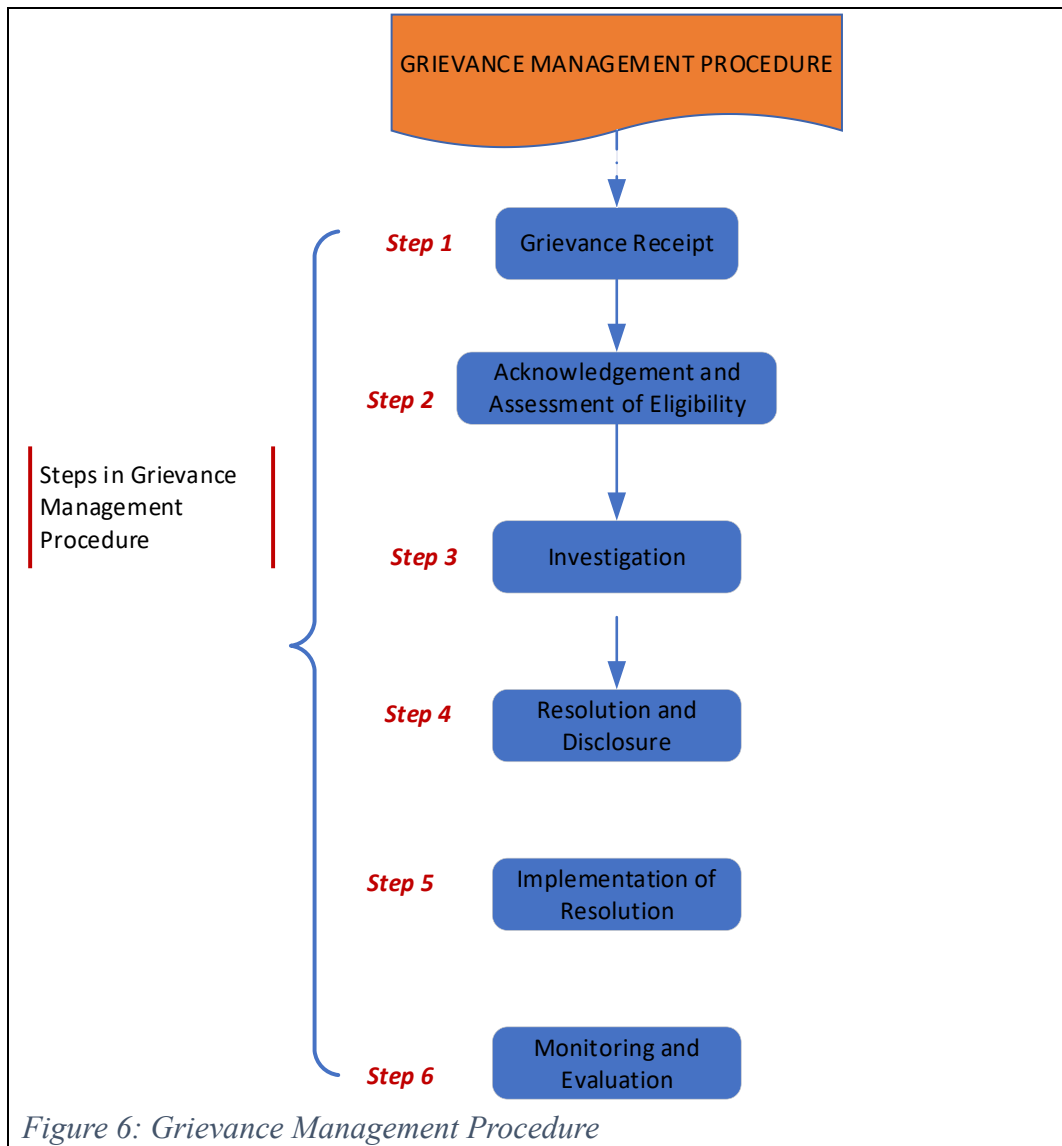 GRIEVANCE MANAGEMENT PROCEDURE
Step 1
Grievance Receipt
Step 2
Acknowledgement and
Assessment of Eligibility
Steps in Grievance
Management
Procedure
Step 3
Investigation
Step 4
Resolution and
Disclosure
Step 5
Implementation of
Resolution
Step 6
Monitoring and
Evaluation
Figure 6: Grievance Management Procedure